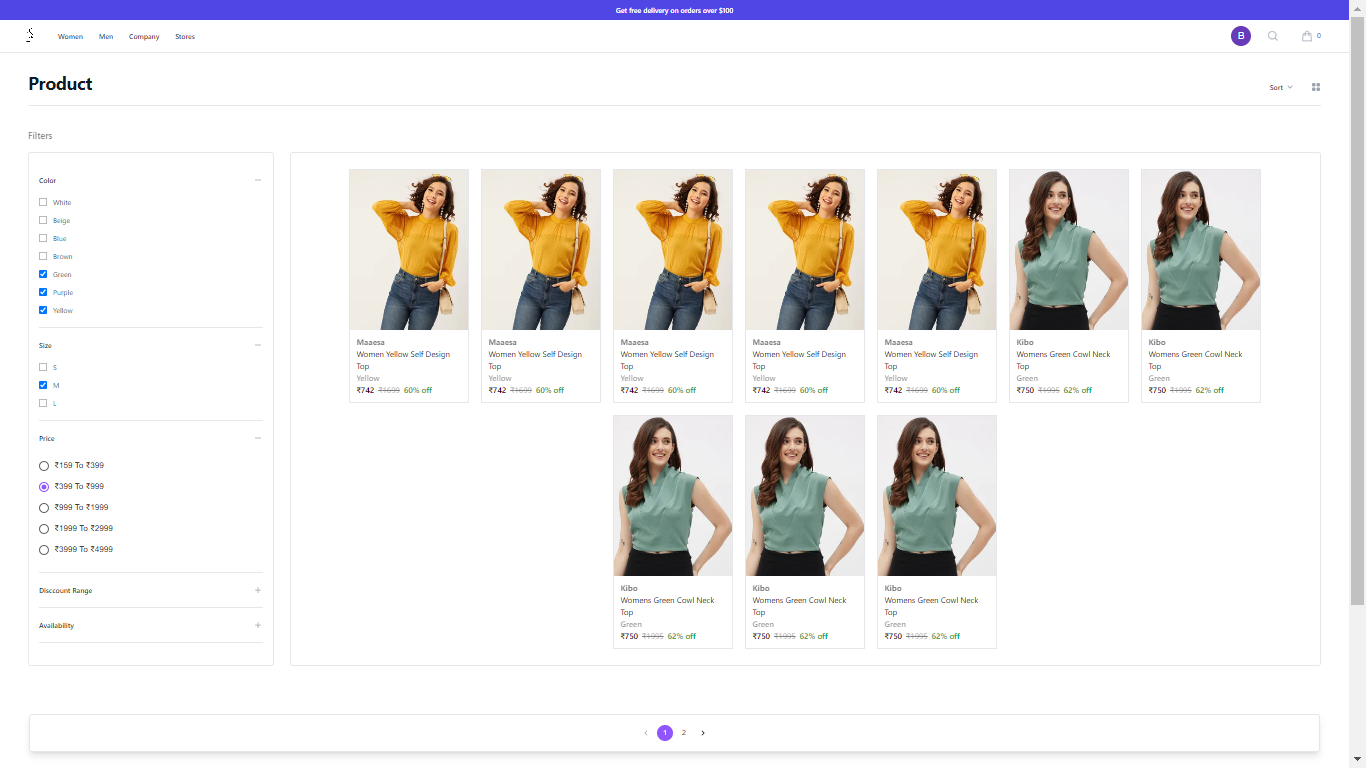 Get free delivery on orders over $100
Women Men Company Stores
B 0
Product
Sort
Filters
Color
White
Beige
Blue
Brown
Green
Purple
Yellow
Size
S
M
L
Price
₹159 To ₹399
₹399 To ₹999
₹999 To ₹1999
₹1999 To ₹2999
₹3999 To ₹4999
Disccount Range
Availability
Maaesa
Women Yellow Self Design
Top
Yellow
₹742 ₹1699 60% off
Maaesa
Women Yellow Self Design
Top
Yellow
₹742 ₹1699 60% off
Maaesa
Women Yellow Self Design
Top
Yellow
₹742 ₹1699 60% off
Maaesa
Women Yellow Self Design
Top
Yellow
₹742 ₹1699 60% off
Maaesa
Women Yellow Self Design
Top
Yellow
₹742 ₹1699 60% off
Kibo
Womens Green Cowl Neck
Top
Green
₹750 ₹1995 62% off
Kibo
Womens Green Cowl Neck
Top
Green
₹750 ₹1995 62% off
Kibo
Womens Green Cowl Neck
Top
Green
₹750 ₹1995 62% off
Kibo
Womens Green Cowl Neck
Top
Green
₹750 ₹1995 62% off
Kibo
Womens Green Cowl Neck
Top
Green
₹750 ₹1995 62% off
1 2